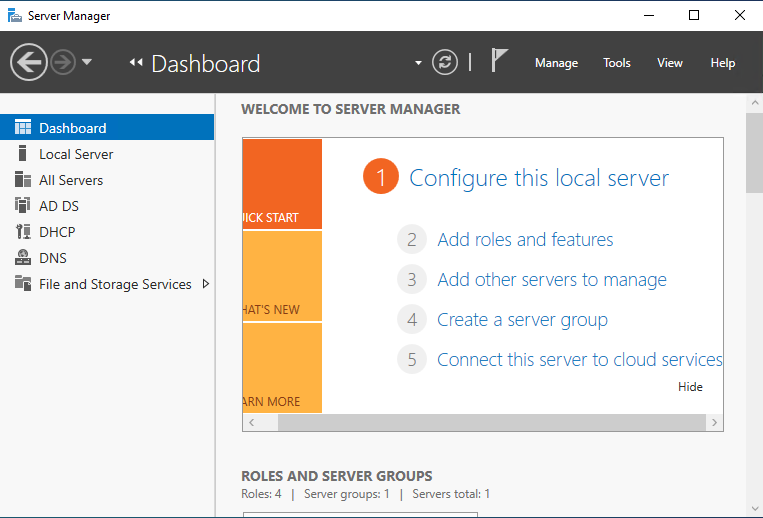 Server Manager
Dashboard
Manage Tools View Help
Dashboard
Local Server
All Servers
AD DS
DHCP
DNS
File and Storage Services
WELCOME TO SERVER MANAGER
1 Configure this local server
UICK START
2 Add roles and features
3 Add other servers to manage
HAT'S NEW
4 Create a server group
5 Connect this server to cloud services
Hide
ARN MORE
ROLES AND SERVER GROUPS
Roles: 4 | Server groups: 1 | Servers total: 1